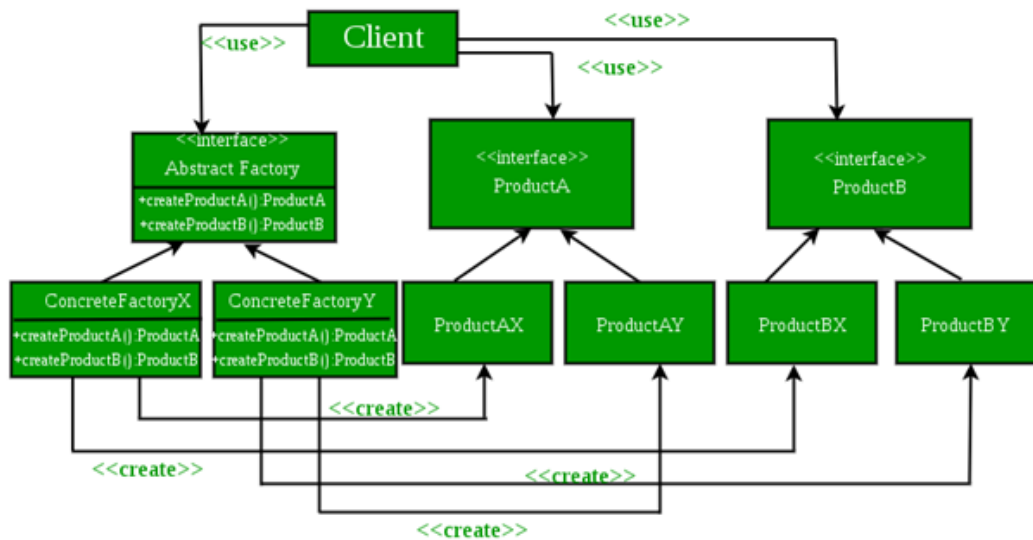 Client
<<use>>
<<use>>
<<use>>
<<interface>>
Abstract Factory
+createProductA():ProductA
+createProductB():ProductB
<<interface>>
ProductA
<<interface>>
ProductB
ConcreteFactoryX
+createProductA():ProductA
+createProductB():ProductB
ConcreteFactoryY
+createProductA():ProductA
+createProductB():ProductB
ProductAX
ProductAY
ProductBX
ProductBY
<<create>>
<<create>>
<<create>>
<<create>>